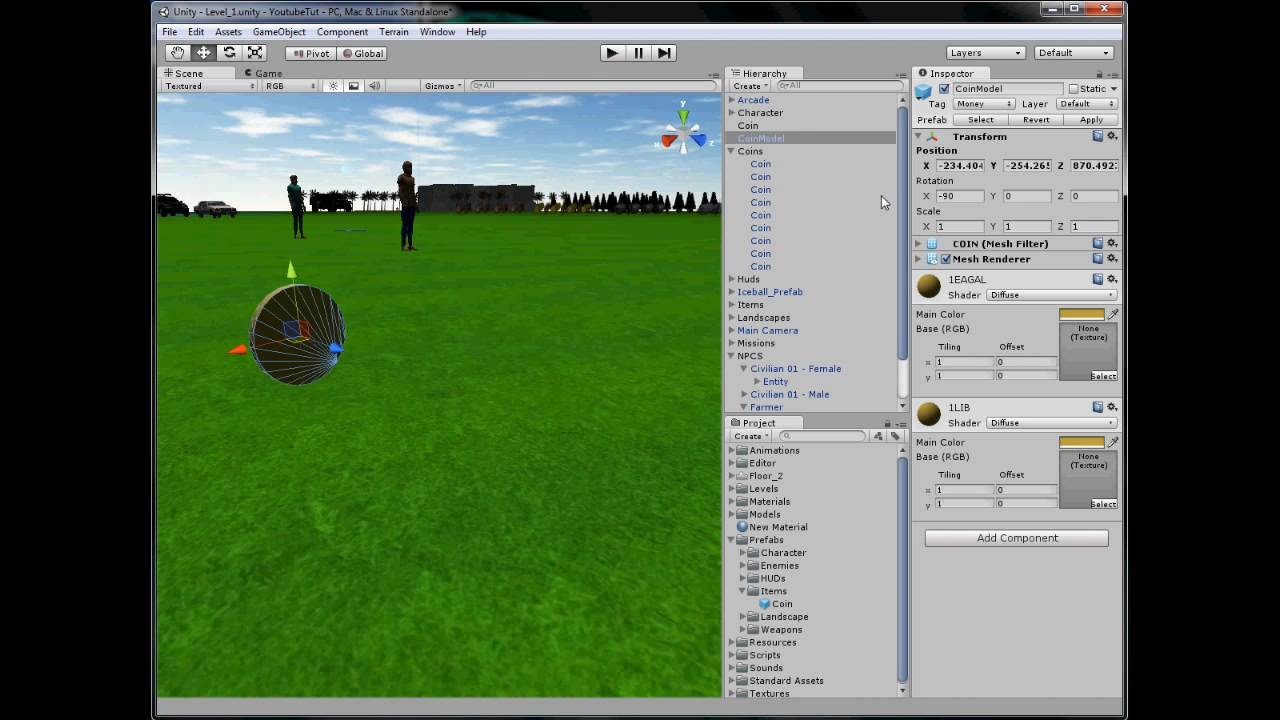 Unity - Level_1.unity - YoutubeTut - PC, Mac & Linux Standalone*
File Edit Assets GameObject Component Terrain Window Help
Pivot Global Layers Default
Scene Game
Textured RGB Gizmos All
y
x z
Hierarchy
Create All
Arcade
Character
Coin
CoinModel
Coins
Coin
Coin
Coin
Coin
Coin
Coin
Coin
Coin
Coin
Huds
Iceball_Prefab
Items
Landscapes
Main Camera
Missions
NPCS
Civilian 01 - Female
Entity
Civilian 01 - Male
Farmer
Project
Create
Animations
Editor
Floor_2
Levels
Materials
Models
New Material
Prefabs
Character
Enemies
HUDs
Items
Coin
Landscape
Weapons
Resources
Scripts
Sounds
Standard Assets
Textures
Inspector
CoinModel Static
Tag Money Layer Default
Prefab Select Revert Apply
Transform
Position
X -234.404 Y -254.265 Z 870.492
Rotation
X -90 Y 0 Z 0
Scale
X 1 Y 1 Z 1
COIN (Mesh Filter)
Mesh Renderer
1EAGAL
Shader Diffuse
Main Color
Base (RGB) None
(Texture)
Tiling Offset
x 1 0
y 1 0 Select
1LIB
Shader Diffuse
Main Color
Base (RGB) None
(Texture)
Tiling Offset
x 1 0
y 1 0 Select
Add Component